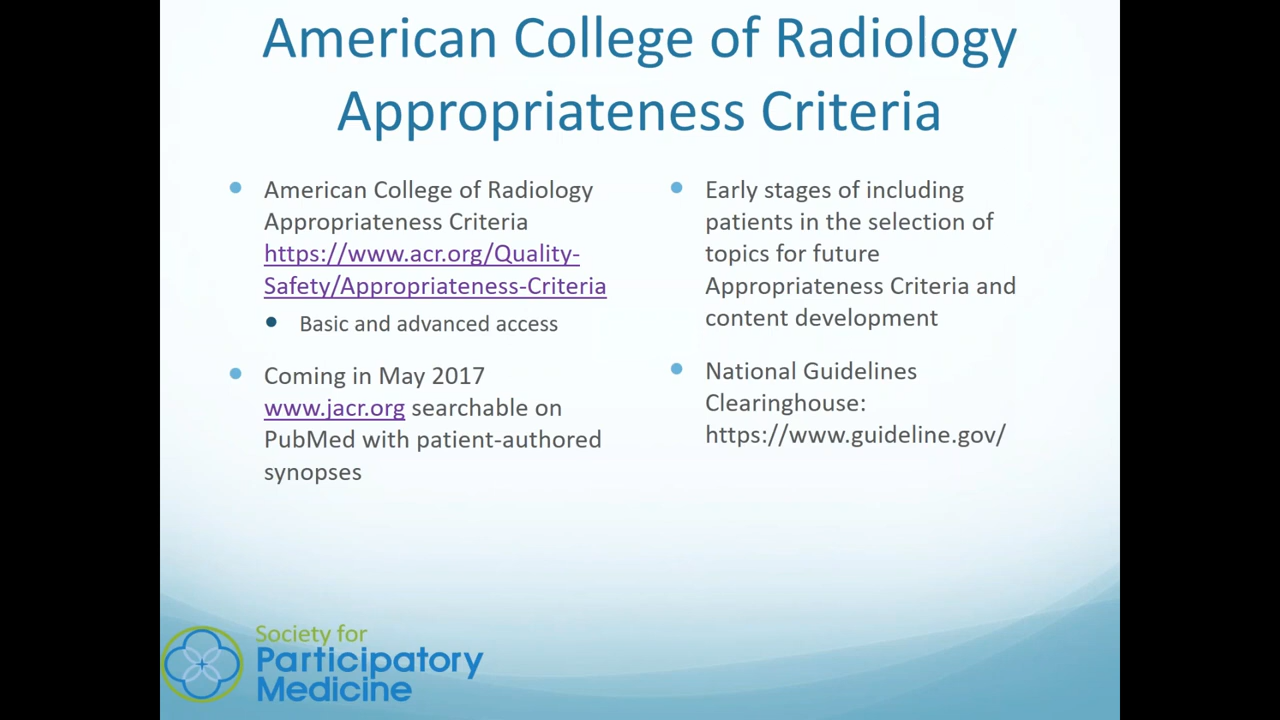 American College of Radiology
Appropriateness Criteria
American College of Radiology
Appropriateness Criteria
https://www.acr.org/Quality-
Safety/Appropriateness-Criteria
Basic and advanced access
Coming in May 2017
www.jacr.org searchable on
PubMed with patient-authored
synopses
Early stages of including
patients in the selection of
topics for future
Appropriateness Criteria and
content development
National Guidelines
Clearinghouse:
https://www.guideline.gov/
Society for
Participatory
Medicine